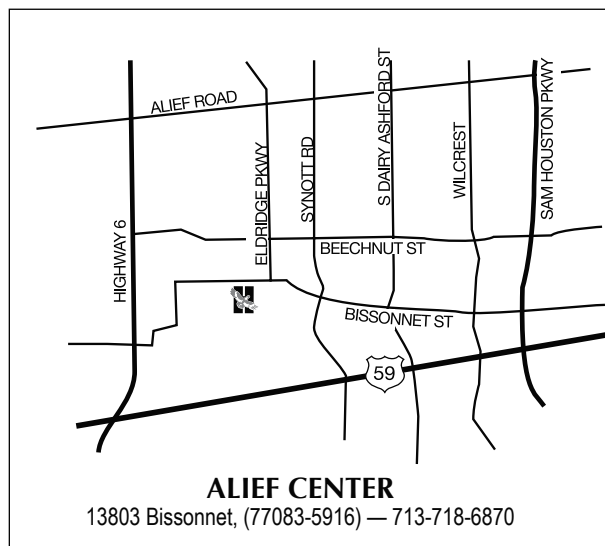 ALIEF ROAD
HIGHWAY 6
ELDRIDGE PKWY
SYNOTT RD
S DAIRY ASHFORD ST
WILCREST
SAM HOUSTON PKWY
BEECHNUT ST
BISSONNET ST
59
ALIEF CENTER
13803 Bissonnet, (77083-5916) — 713-718-6870